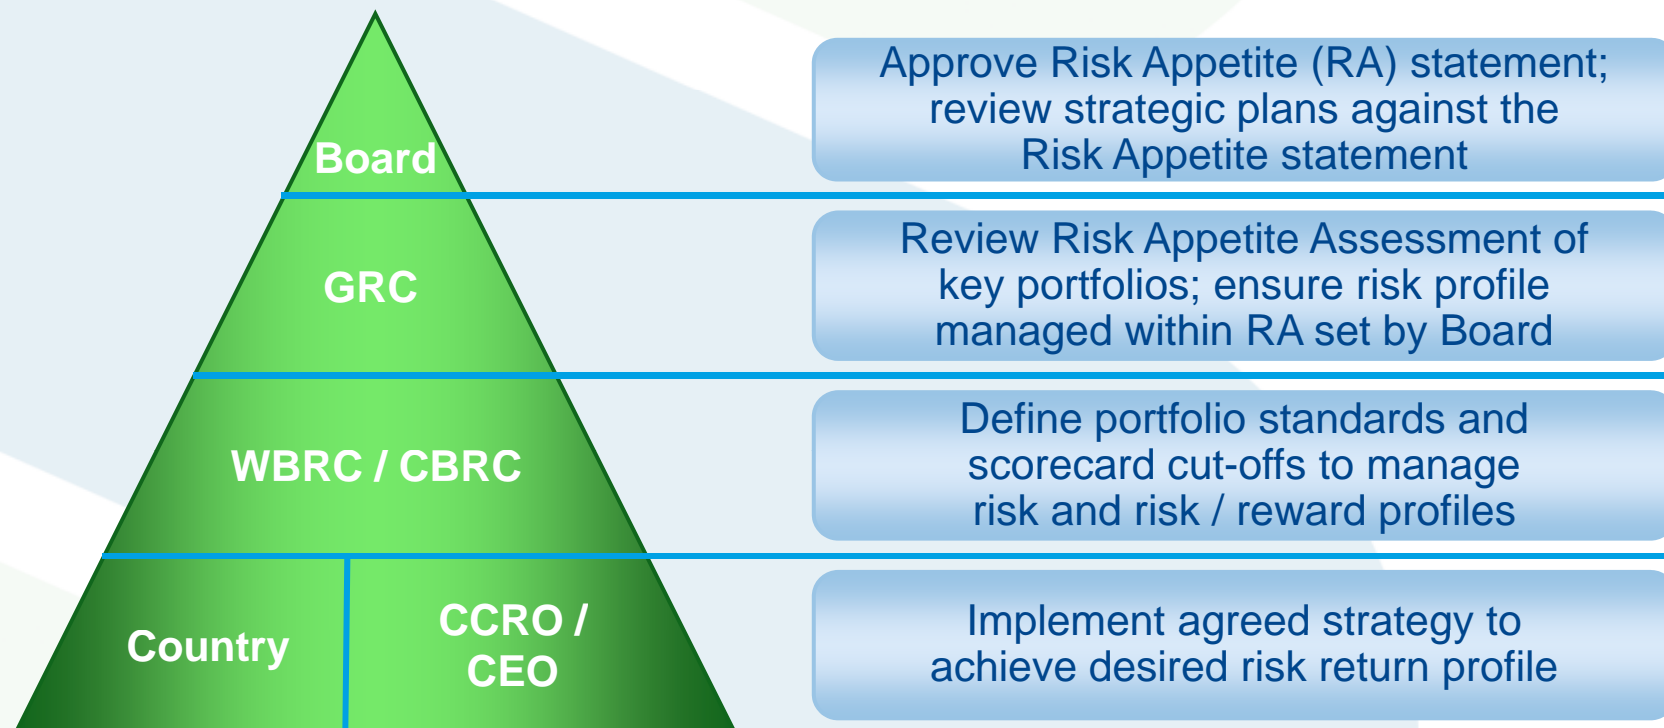 Board
Approve Risk Appetite (RA) statement;
review strategic plans against the
Risk Appetite statement
GRC
Review Risk Appetite Assessment of
key portfolios; ensure risk profile
managed within RA set by Board
WBRC / CBRC
Define portfolio standards and
scorecard cut-offs to manage
risk and risk / reward profiles
Country
CCRO /
CEO
Implement agreed strategy to
achieve desired risk return profile